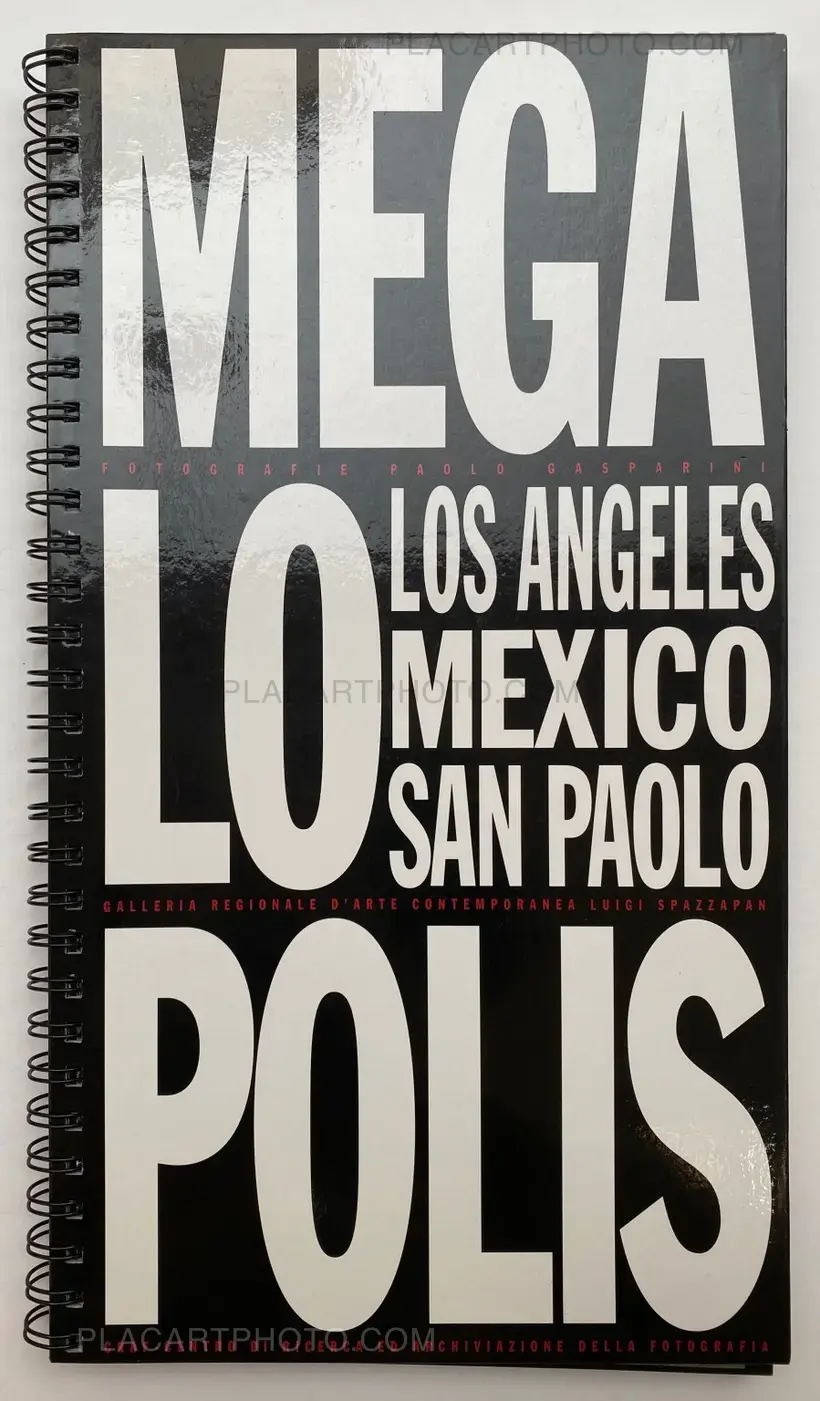 PLACARTPHOTO.COM
MEGA
FOTOGRAFIE PAOLO GASPARINI
LO
LOS ANGELES
MEXICO
SAN PAOLO
PLACARTPHOTO.COM
GALLERIA REGIONALE D'ARTE CONTEMPORANEA LUIGI SPAZZAPAN
POLIS
PLACARTPHOTO.COM
CENTRO DI RICERCA ED ARCHIVIAZIONE DELLA FOTOGRAFIA